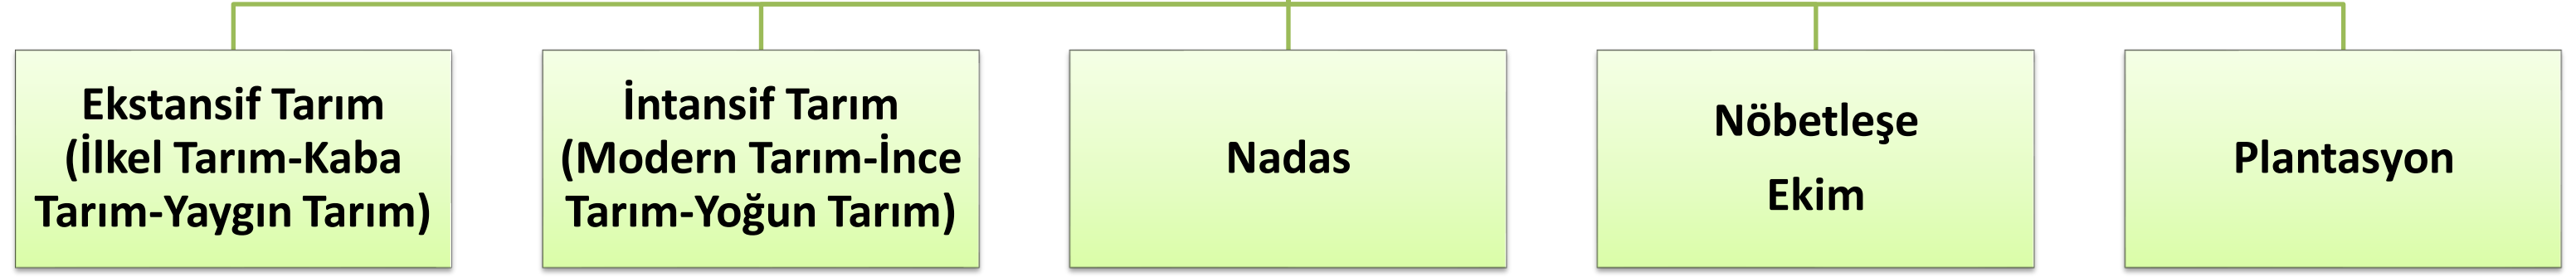 Ekstansif Tarım
(İlkel Tarım-Kaba
Tarım-Yaygın Tarım)
İntansif Tarım
(Modern Tarım-İnce
Tarım-Yoğun Tarım)
Nadas
Nöbetleşe
Ekim
Plantasyon